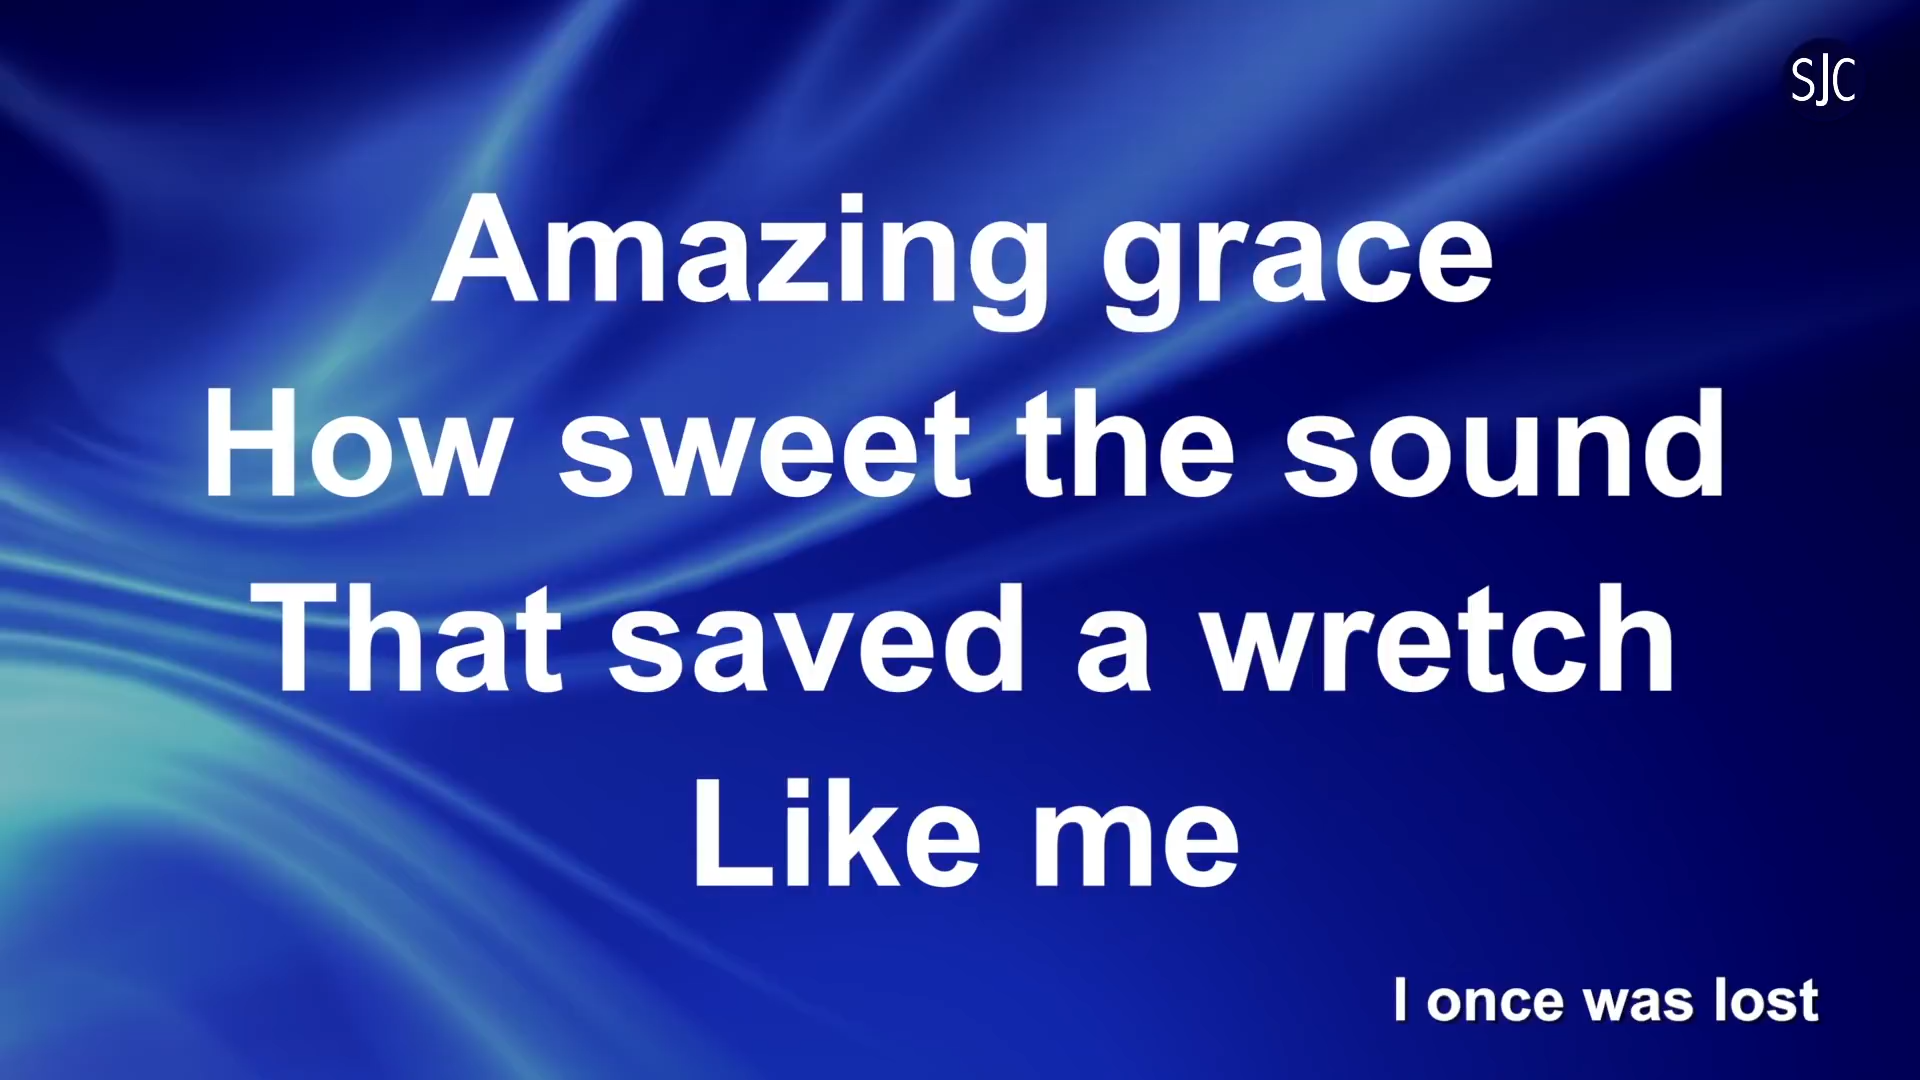 SJC
Amazing grace
How sweet the sound
That saved a wretch
Like me
I once was lost